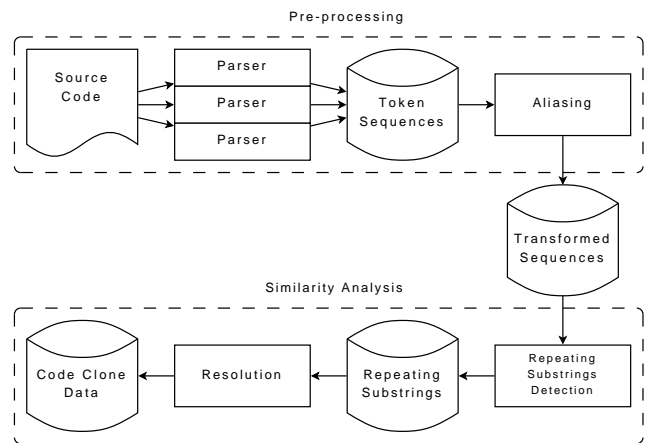 Pre-processing
Source
Code
Parser
Parser
Parser
Token
Sequences
Aliasing
Transformed
Sequences
Similarity Analysis
Code Clone
Data
Resolution
Repeating
Substrings
Repeating
Substrings
Detection